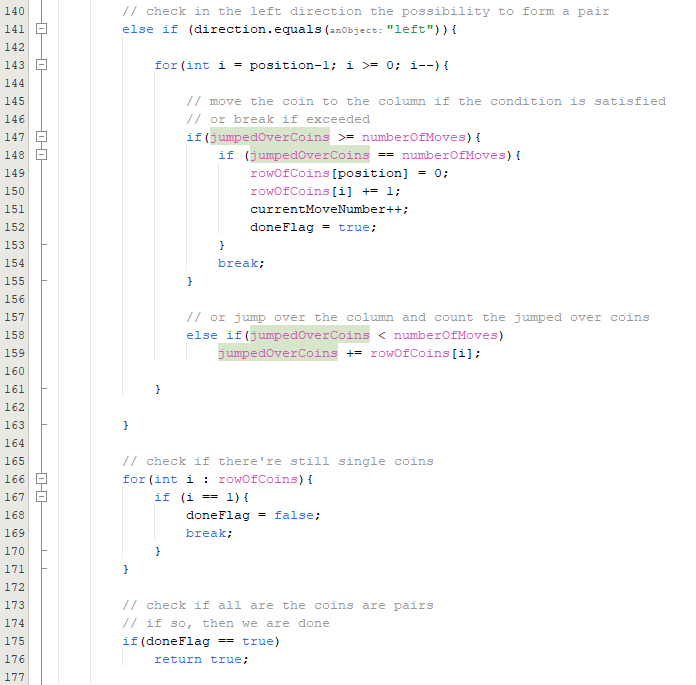 140 // check in the left direction the possibility to form a pair
141 else if (direction.equals(anObject: "left")){
142
143 for(int i = position-1; i >= 0; i--){
144
145 // move the coin to the column if the condition is satisfied
146 // or break if exceeded
147 if(jumpedOverCoins >= numberOfMoves){
148 if (jumpedOverCoins == numberOfMoves){
149 rowOfCoins[position] = 0;
150 rowOfCoins[i] += 1;
151 currentMoveNumber++;
152 doneFlag = true;
153 }
154 break;
155 }
156
157 // or jump over the column and count the jumped over coins
158 else if(jumpedOverCoins < numberOfMoves)
159 jumpedOverCoins += rowOfCoins[i];
160
161 }
162
163 }
164
165 // check if there're still single coins
166 for(int i : rowOfCoins){
167 if (i == 1){
168 doneFlag = false;
169 break;
170 }
171 }
172
173 // check if all are the coins are pairs
174 // if so, then we are done
175 if(doneFlag == true)
176 return true;
177